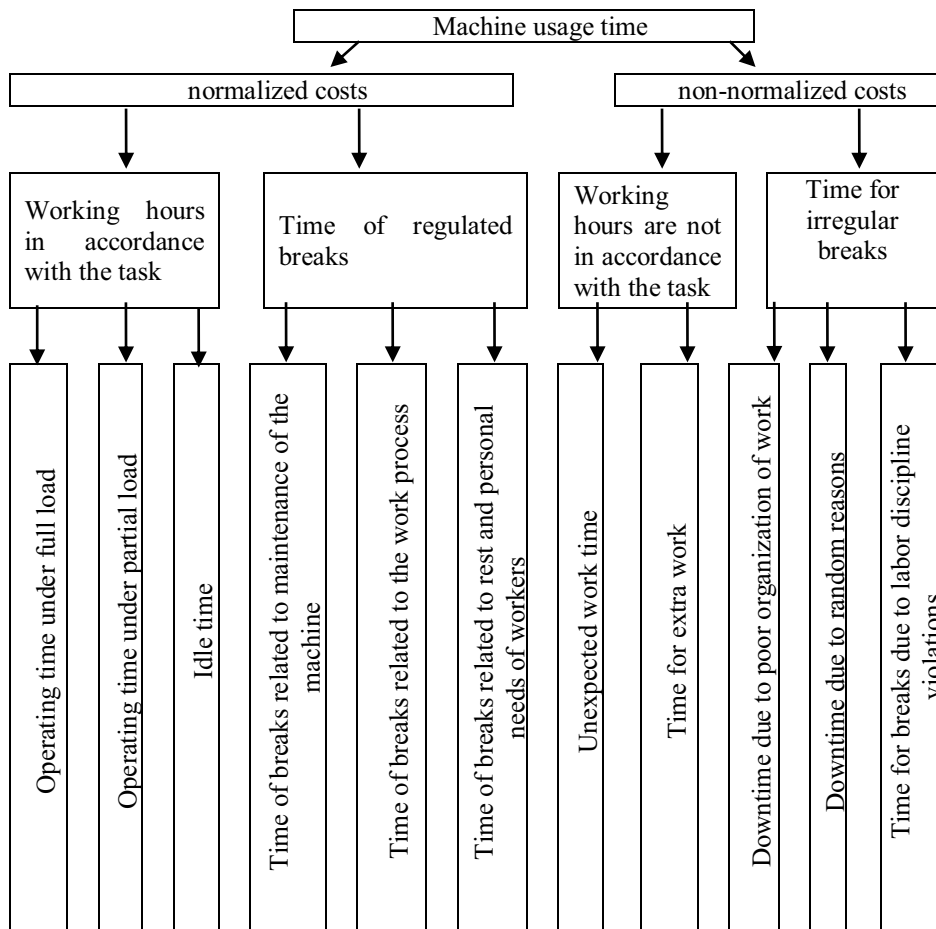 Machine usage time
normalized costs
non-normalized costs
Working hours
in accordance
with the task
Time of regulated
breaks
Working
hours are not
in accordance
with the task
Time for
irregular
breaks
Operating time under full load
Operating time under partial load
Idle time
Time of breaks related to maintenance of the
machine
Time of breaks related to the work process
Time of breaks related to rest and personal
needs of workers
Unexpected work time
Time for extra work
Downtime due to poor organization of work
Downtime due to random reasons
Time for breaks due to labor discipline
violations